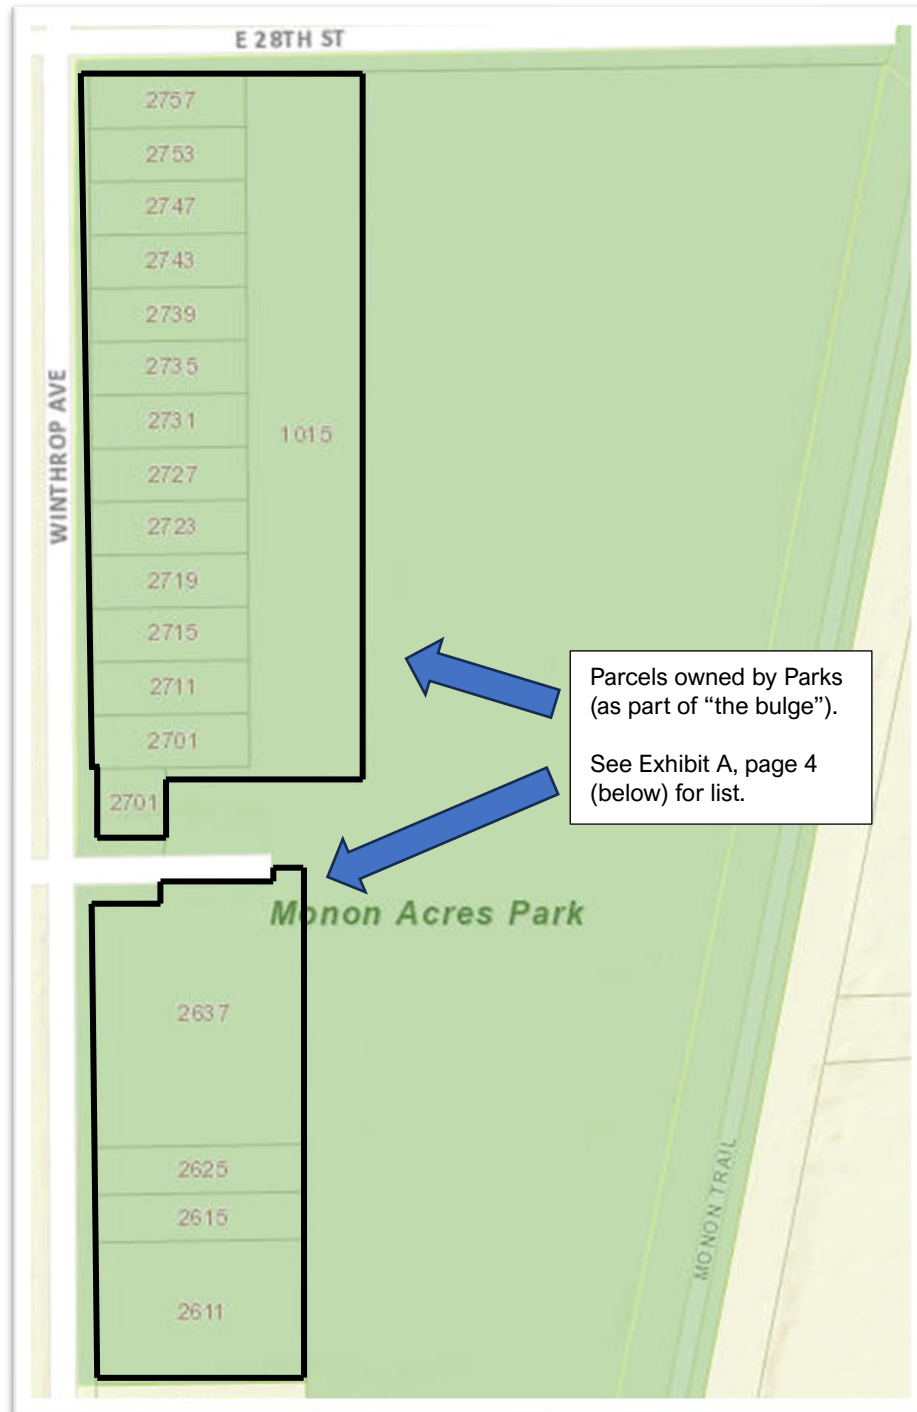 E 28TH ST
2757
2753
2747
2743
2739
2735
2731
1015
2727
2723
2719
2715
2711
2701
2701
WINTHROP AVE
Parcels owned by Parks
(as part of “the bulge”).
See Exhibit A, page 4
(below) for list.
Monon Acres Park
2637
2625
2615
2611
MONON TRAIL